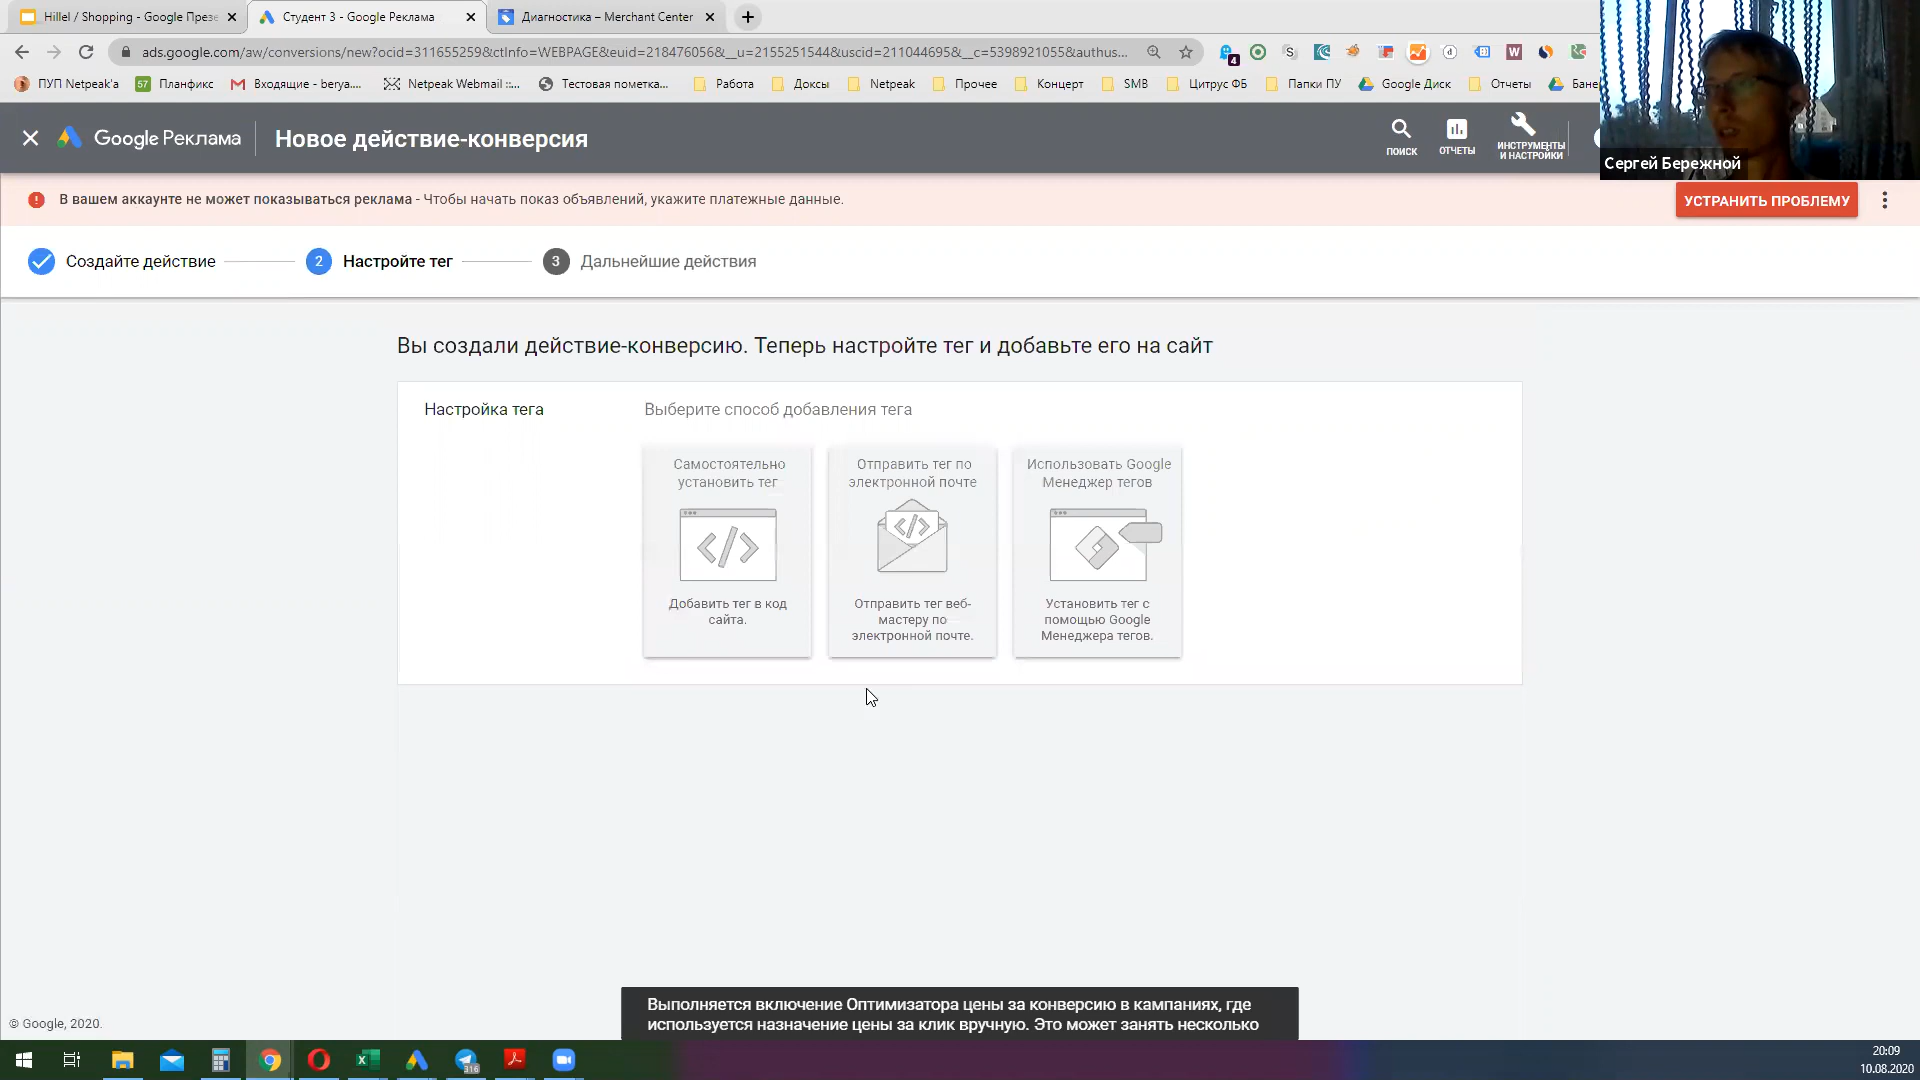 Hillel / Shopping - Google Презе
Студент 3 - Google Реклама
Диагностика – Merchant Center
ads.google.com/aw/conversions/new?ocid=311655259&ctInfo=WEBPAGE&euid=218476056&__u=2155251544&uscid=211044695&__c=5398921055&authus...
4
ПУП Netpeak'a
57
Планфикс
Входящие - berya....
Netpeak Webmail ::...
Тестовая пометка...
Работа
Доксы
Netpeak
Прочее
Концерт
SMB
Цитрус ФБ
Папки ПУ
Google Диск
Отчеты
Бане
Google Реклама
Новое действие-конверсия
ПОИСК
ОТЧЕТЫ
ИНСТРУМЕНТЫ
И НАСТРОЙКИ
Сергей Бережной
В вашем аккаунте не может показываться реклама - Чтобы начать показ объявлений, укажите платежные данные.
УСТРАНИТЬ ПРОБЛЕМУ
Создайте действие
2
Настройте тег
3
Дальнейшие действия
Вы создали действие-конверсию. Теперь настройте тег и добавьте его на сайт
Настройка тега
Выберите способ добавления тега
Самостоятельно
установить тег
Добавить тег в код
сайта.
Отправить тег по
электронной почте
Отправить тег веб-
мастеру по
электронной почте.
Использовать Google
Менеджер тегов
Установить тег с
помощью Google
Менеджера тегов.
Выполняется включение Оптимизатора цены за конверсию в кампаниях, где
используется назначение цены за клик вручную. Это может занять несколько
© Google, 2020.
316
20:09
10.08.2020